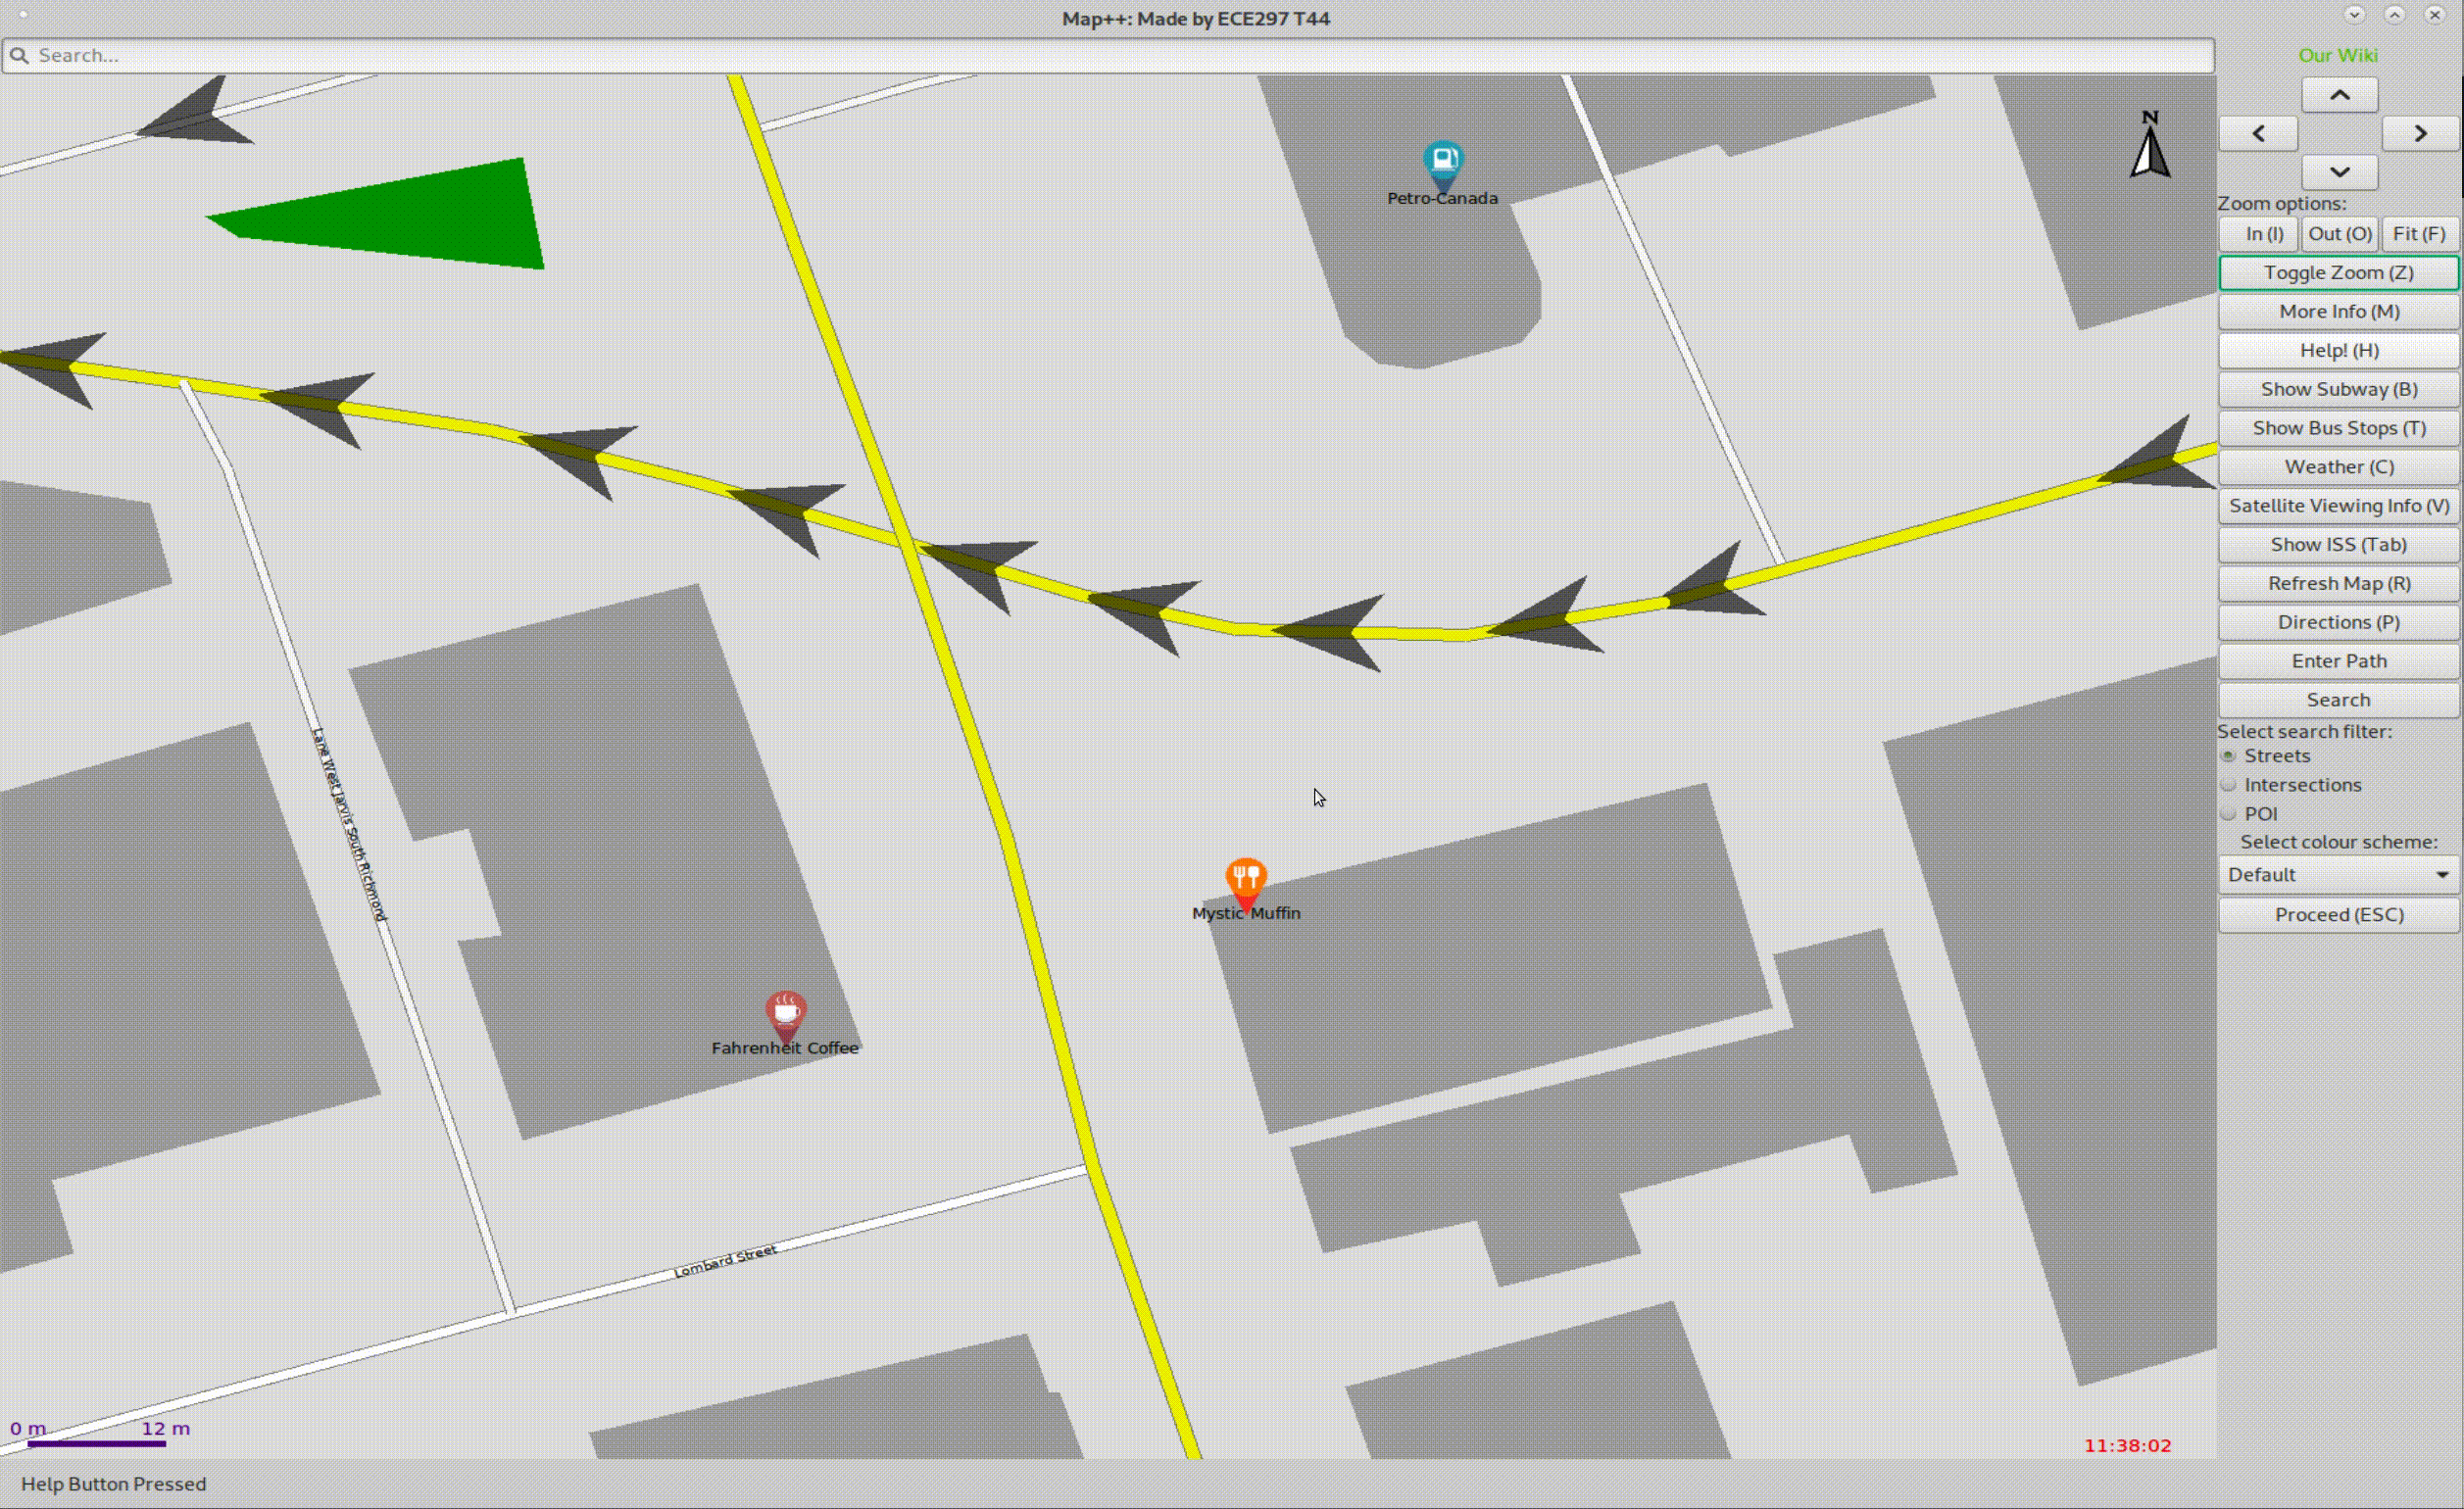 Map++: Made by ECE297 T44
Search...
Our Wiki
N
Petro-Canada
Zoom options:
In (I) Out (O) Fit (F)
Toggle Zoom (Z)
More Info (M)
Help! (H)
Show Subway (B)
Show Bus Stops (T)
Weather (C)
Satellite Viewing Info (V)
Show ISS (Tab)
Refresh Map (R)
Directions (P)
Enter Path
Search
Select search filter:
Streets
Intersections
POI
Select colour scheme:
Default
Proceed (ESC)
Lane West Jarvis South Richmond
Mystic Muffin
Fahrenheit Coffee
Lombard Street
0 m 12 m
11:38:02
Help Button Pressed